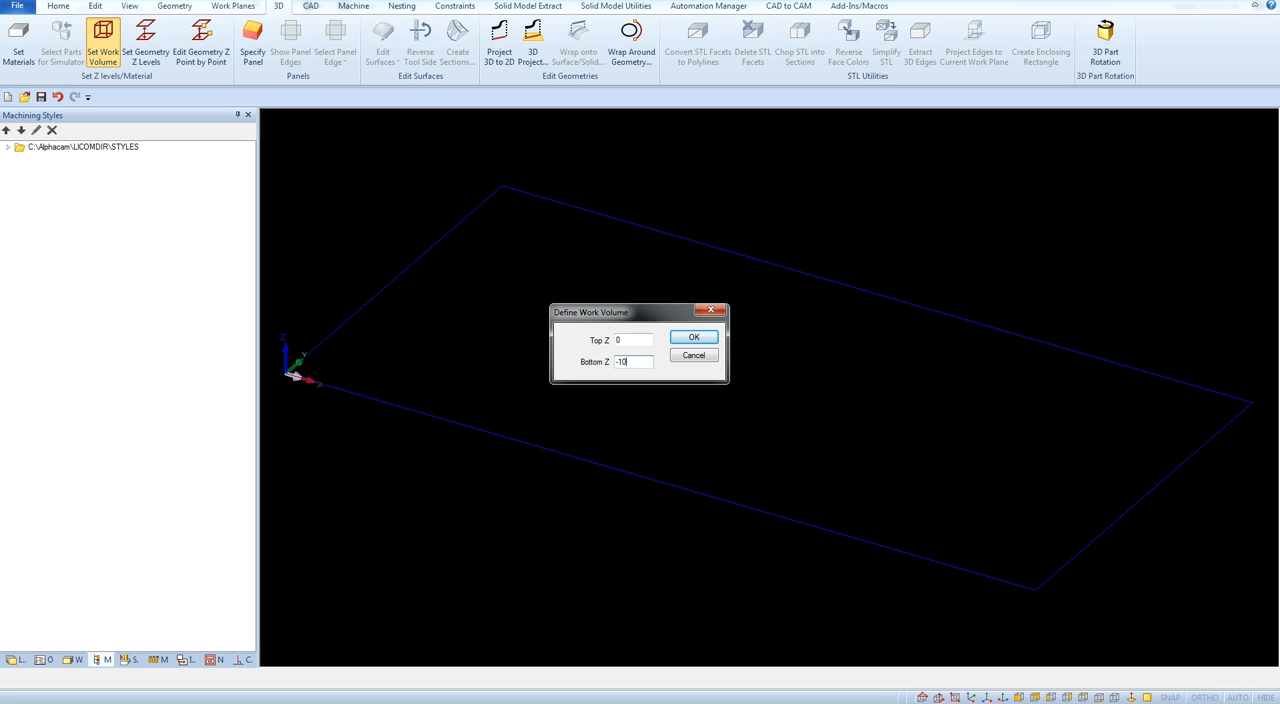 File Home Edit View Geometry Work Planes 3D CAD Machine Nesting Constraints Solid Model Extract Solid Model Utilities Automation Manager CAD to CAM Add-Ins/Macros
Set Materials
Select Parts for Simulator
Set Work Volume
Set Geometry Z Levels
Edit Geometry Z Point by Point
Specify Panel
Show Panel Edges
Select Panel Edge
Edit Surfaces
Reverse Tool Side
Create Sections...
Project 3D to 2D
3D Project...
Wrap onto Surface/Solid...
Wrap Around Geometry...
Convert STL Facets to Polylines
Delete STL Facets
Chop STL into Sections
Reverse Face Colors
Simplify STL
Extract 3D Edges
Project Edges to Current Work Plane
Create Enclosing Rectangle
3D Part Rotation
Set Z levels/Material Panels Edit Surfaces Edit Geometries STL Utilities 3D Part Rotation
Machining Styles
C:\Alphacam\LICOMDIR\STYLES
Define Work Volume
Top Z 0 OK
Bottom Z -10 Cancel
Z
Y
X
L.. O W M S. M I.. N C.
SNAP ORTHO AUTO HIDE